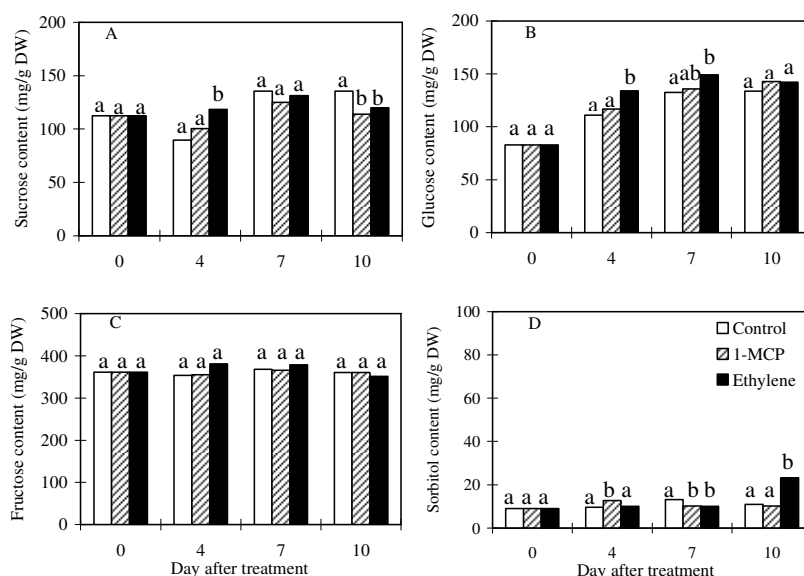 A
Sucrose content (mg/g DW)
200
150
100
50
0
a a a
a a b
a a a
a b b
0 4 7 10
B
Glucose content (mg/g DW)
200
150
100
50
0
a a a
a a b
a ab b
a a a
0 4 7 10
C
Fructose content (mg/g DW)
500
400
300
200
100
0
a a a
a a a
a a a
a a a
0 4 7 10
Day after treatment
D
Sorbitol content (mg/g DW)
100
80
60
40
20
0
Control
1-MCP
Ethylene
a a a
a b a
a b b
a a b
0 4 7 10
Day after treatment